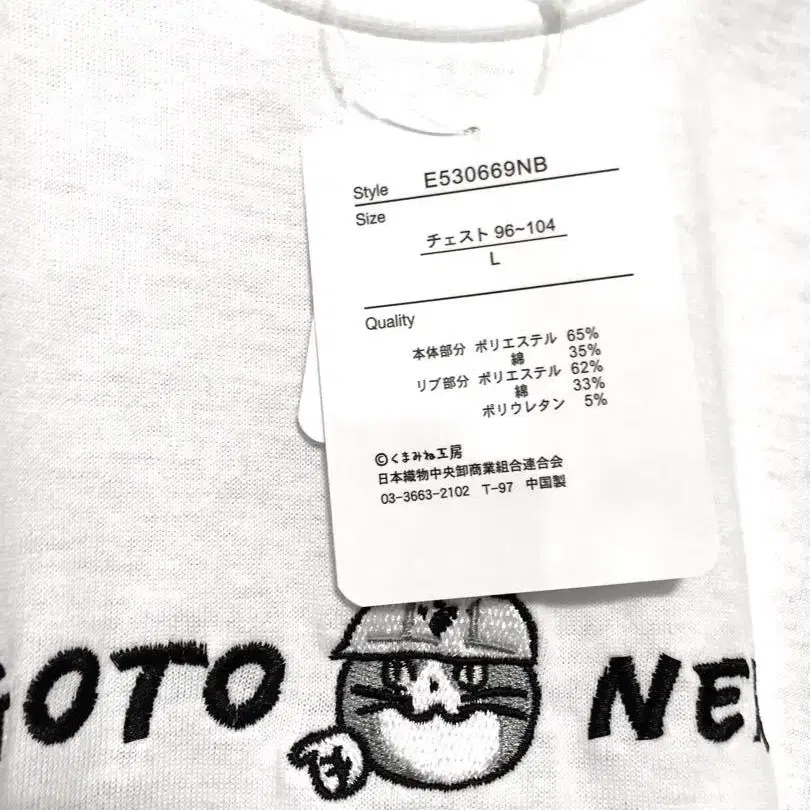 Style E530669NB
Size
チェスト 96~104
L
Quality
本体部分 ポリエステル 65%
綿 35%
リブ部分 ポリエステル 62%
綿 33%
ポリウレタン 5%
©くまみね工房
日本織物中央卸商業組合連合会
03-3663-2102 T-97 中国製
GOTO NE